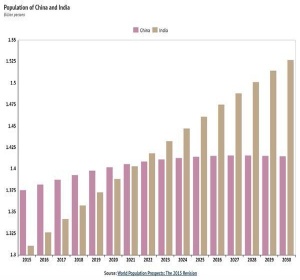 Population of China and India
Billion persons
China India
1.55
1.525
1.5
1.475
1.45
1.425
1.4
1.375
1.35
1.325
1.3
2015 2016 2017 2018 2019 2020 2021 2022 2023 2024 2025 2026 2027 2028 2029 2030
Source: World Population Prospects: The 2015 Revision